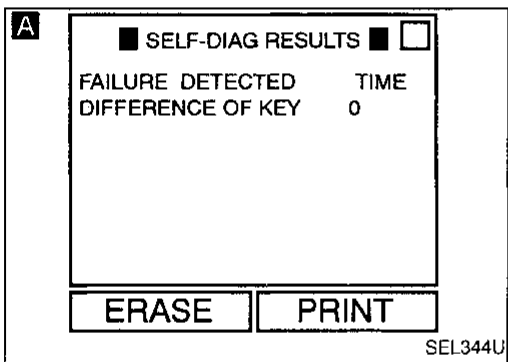 A
SELF-DIAG RESULTS
FAILURE DETECTED TIME
DIFFERENCE OF KEY 0
ERASE PRINT
SEL344U